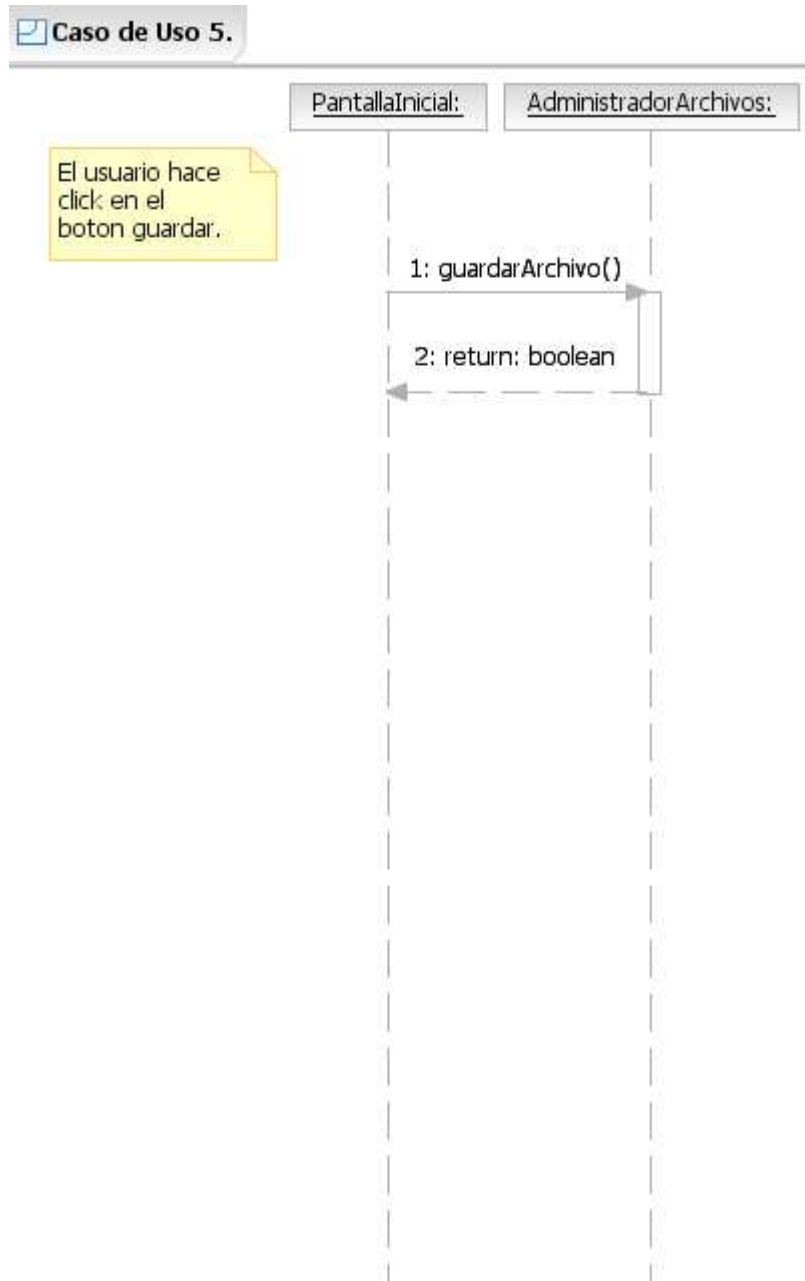 Caso de Uso 5.
PantallaInicial:
AdministradorArchivos:
El usuario hace
click en el
boton guardar.
1: guardarArchivo()
2: return: boolean